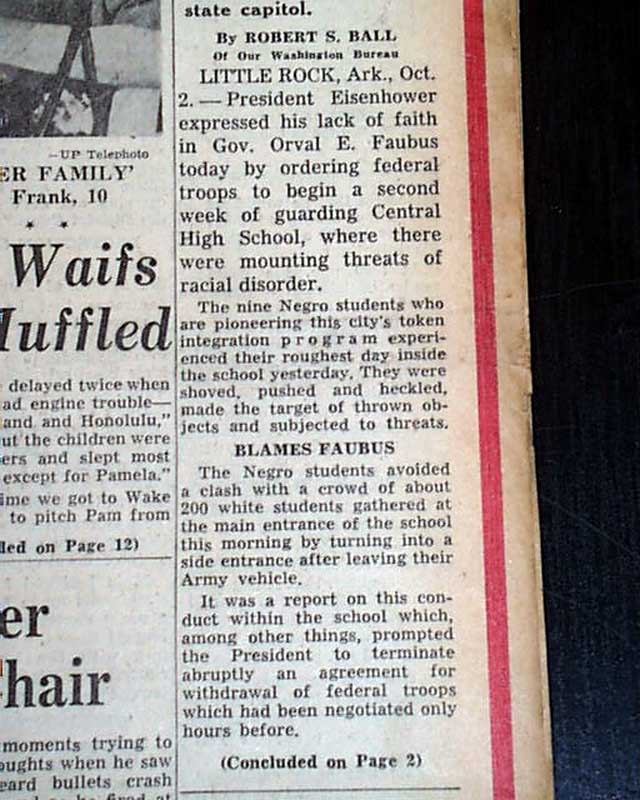 —UP Telephoto
ER FAMILY'
Frank, 10
Waifs
Muffled
delayed twice when
ad engine trouble—
and and Honolulu,"
ut the children were
ers and slept most
except for Pamela."
ime we got to Wake
to pitch Pam from
led on Page 12)
er
Chair
moments trying to
oughts when he saw
eard bullets crash
state capitol.
By ROBERT S. BALL
Of Our Washington Bureau
LITTLE ROCK, Ark., Oct.
2. — President Eisenhower
expressed his lack of faith
in Gov. Orval E. Faubus
today by ordering federal
troops to begin a second
week of guarding Central
High School, where there
were mounting threats of
racial disorder.
The nine Negro students who
are pioneering this city's token
integration program experi-
enced their roughest day inside
the school yesterday. They were
shoved, pushed and heckled,
made the target of thrown ob-
jects and subjected to threats.
BLAMES FAUBUS
The Negro students avoided
a clash with a crowd of about
200 white students gathered at
the main entrance of the school
this morning by turning into a
side entrance after leaving their
Army vehicle.
It was a report on this con-
duct within the school which,
among other things, prompted
the President to terminate
abruptly an agreement for
withdrawal of federal troops
which had been negotiated only
hours before.
(Concluded on Page 2)